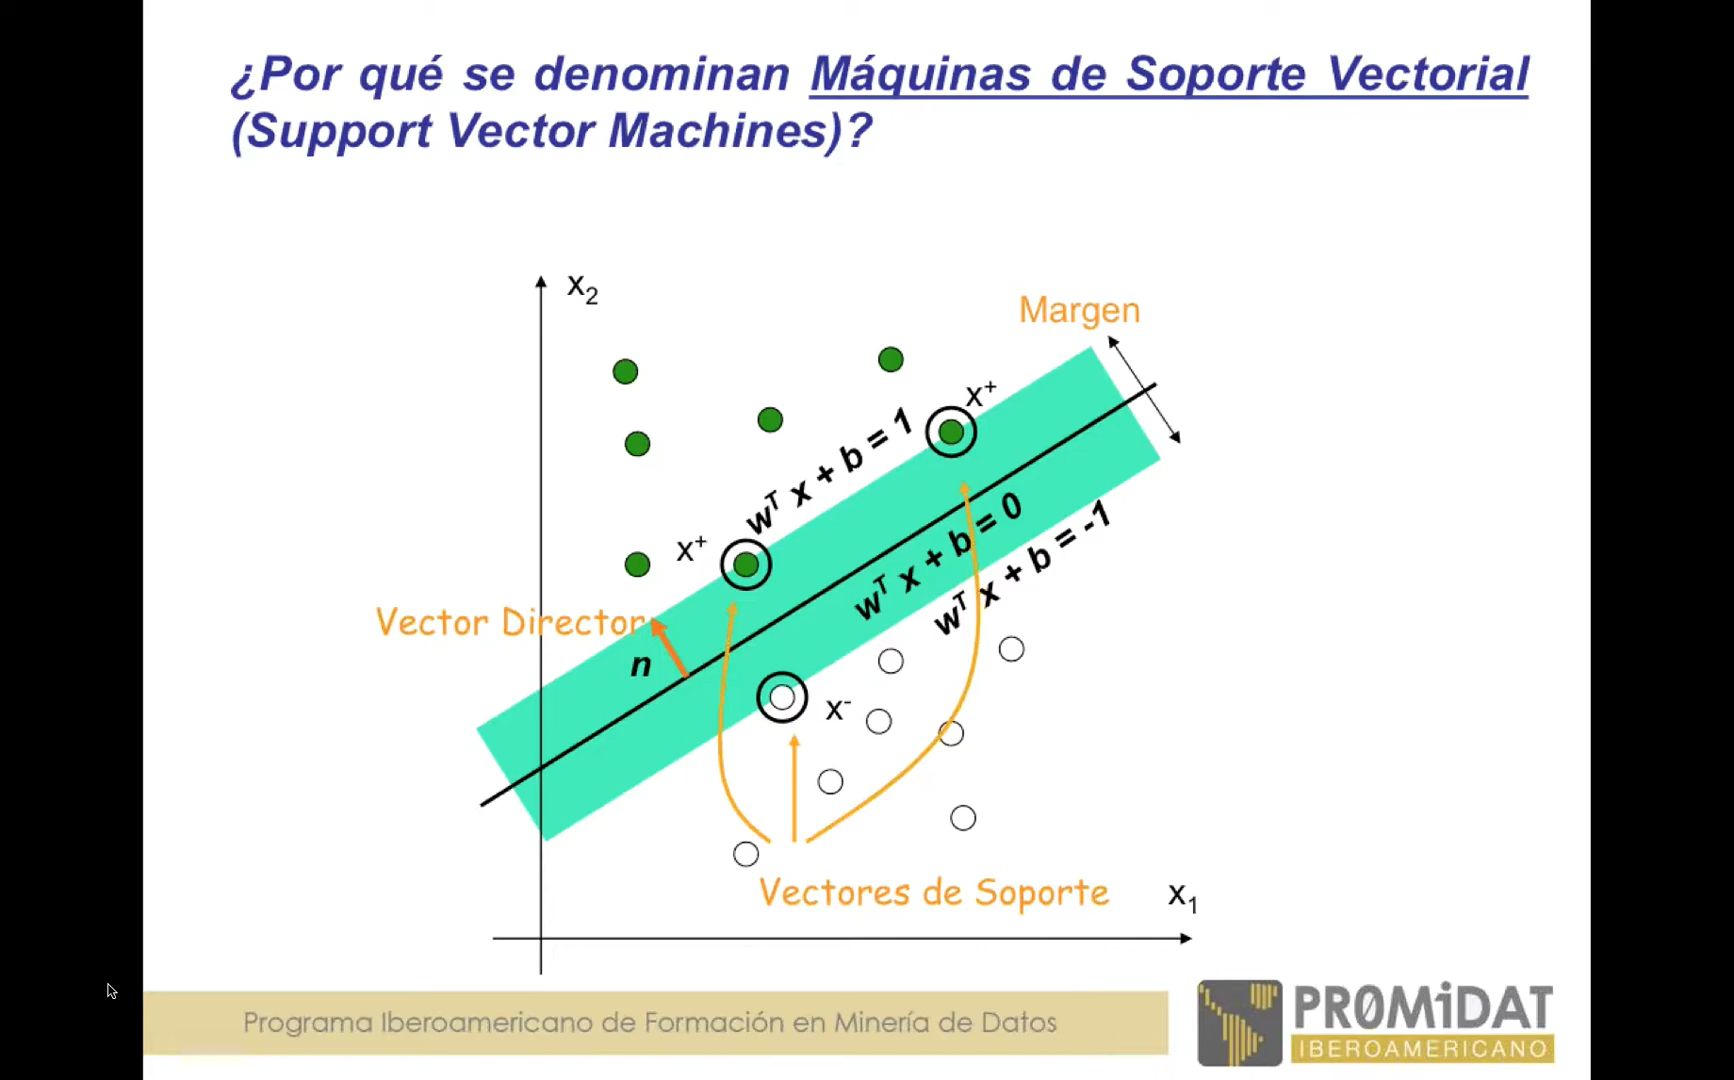 ¿Por qué se denominan Máquinas de Soporte Vectorial
(Support Vector Machines)?
x₂
Margen
x⁺
wᵀ x + b = 1
x⁺
wᵀ x + b = 0
wᵀ x + b = -1
Vector Director
n
x⁻
Vectores de Soporte
x₁
Programa Iberoamericano de Formación en Minería de Datos
PR0MiDAT
IBEROAMERICANO